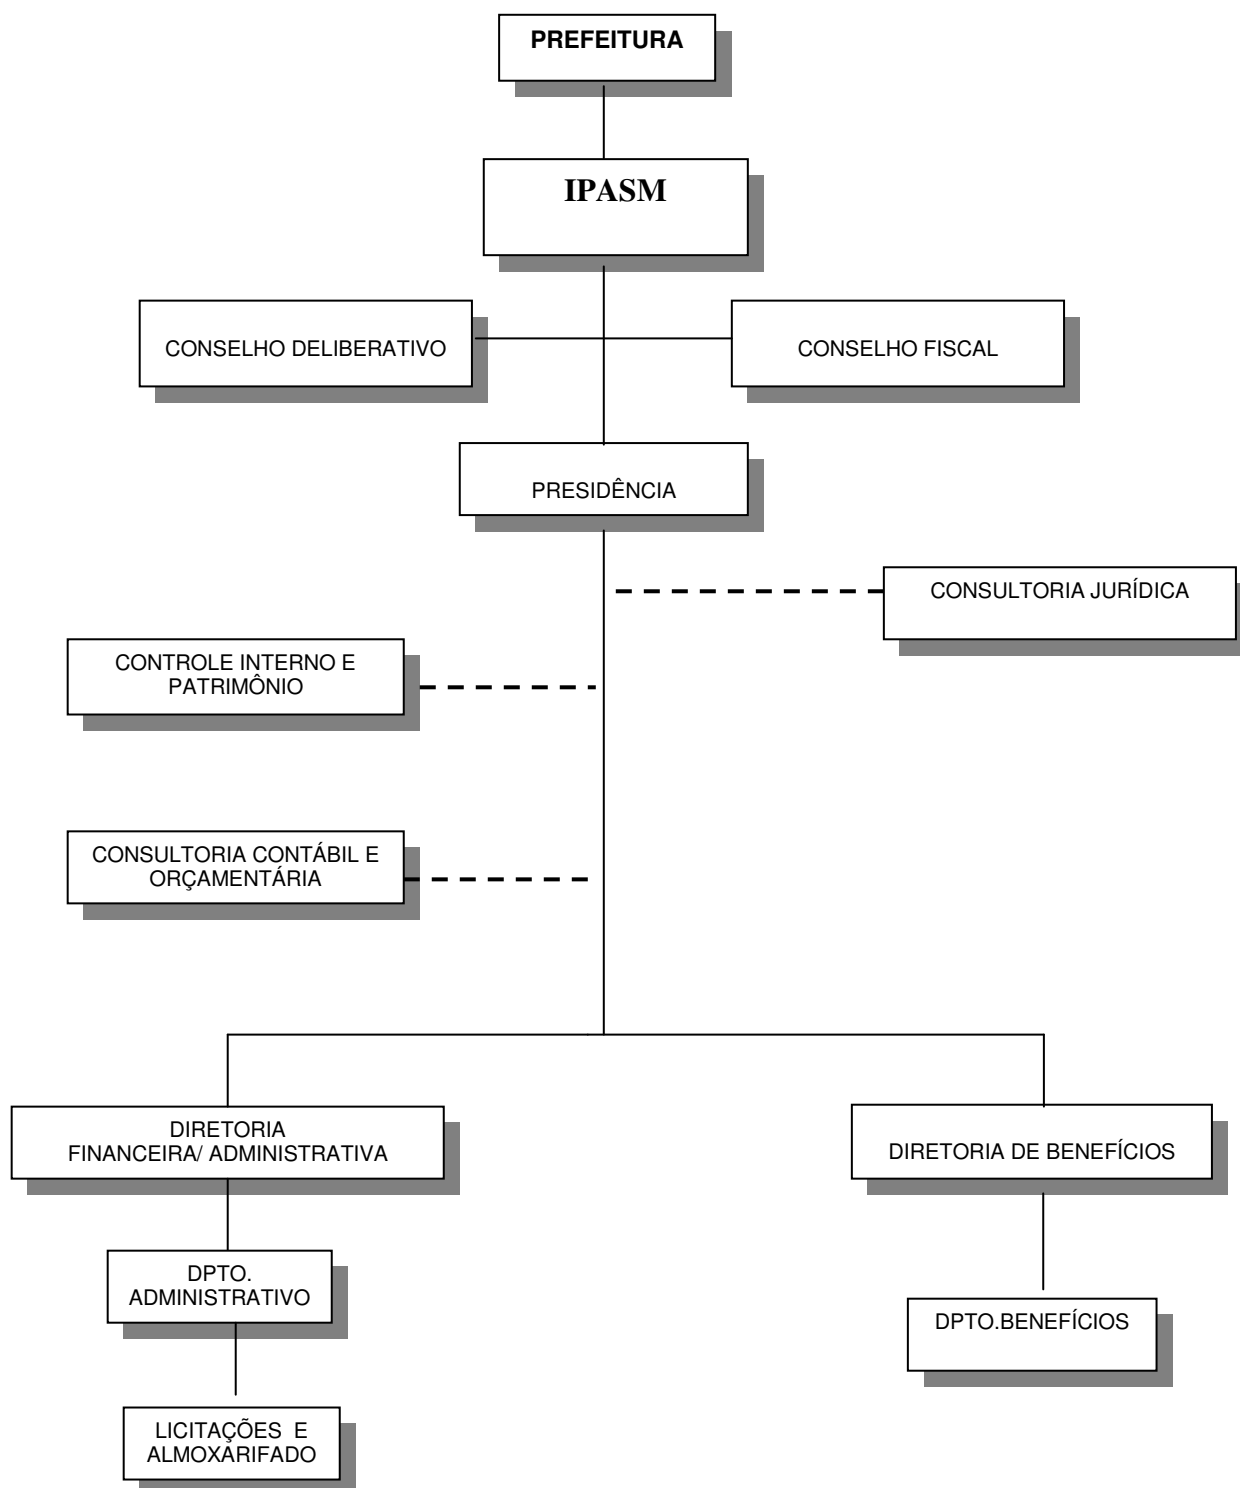 PREFEITURA
IPASM
CONSELHO DELIBERATIVO
CONSELHO FISCAL
PRESIDÊNCIA
CONSULTORIA JURÍDICA
CONTROLE INTERNO E
PATRIMÔNIO
CONSULTORIA CONTÁBIL E
ORÇAMENTÁRIA
DIRETORIA
FINANCEIRA/ ADMINISTRATIVA
DIRETORIA DE BENEFÍCIOS
DPTO.
ADMINISTRATIVO
DPTO.BENEFÍCIOS
LICITAÇÕES E
ALMOXARIFADO